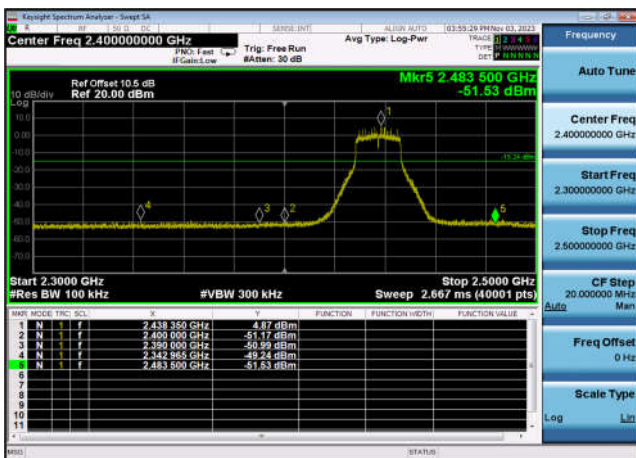 Keysight Spectrum Analyzer - Swept SA
RF 50 Ω DC SENSE:INT ALIGN AUTO 03:55:29 PM Nov 03, 2023
Center Freq 2.400000000 GHz
PNO: Fast
IFGain:Low
Trig: Free Run
#Atten: 30 dB
Avg Type: Log-Pwr
TRACE 1 2 3 4 5 6
TYPE M WWWWW
DET P NNNNN
Frequency
Auto Tune
Center Freq
2.400000000 GHz
Start Freq
2.300000000 GHz
Stop Freq
2.500000000 GHz
CF Step
20.000000 MHz
Auto Man
Freq Offset
0 Hz
Scale Type
Log Lin
Ref Offset 10.5 dB
10 dB/div Ref 20.00 dBm
Log
Mkr5 2.483 500 GHz
-51.53 dBm
10.0
0.00
-10.0
-20.0
-30.0
-40.0
-50.0
-60.0
-70.0
1
4
3
2
5
Start 2.3000 GHz Stop 2.5000 GHz
#Res BW 100 kHz #VBW 300 kHz Sweep 2.667 ms (40001 pts)
MKR MODE TRC SCL X Y FUNCTION FUNCTION WIDTH FUNCTION VALUE
1 N 1 f 2.438 350 GHz 4.87 dBm
2 N 1 f 2.400 000 GHz -51.17 dBm
3 N 1 f 2.390 000 GHz -50.99 dBm
4 N 1 f 2.342 965 GHz -49.24 dBm
5 N 1 f 2.483 500 GHz -51.53 dBm
6
7
8
9
10
11
MSG STATUS